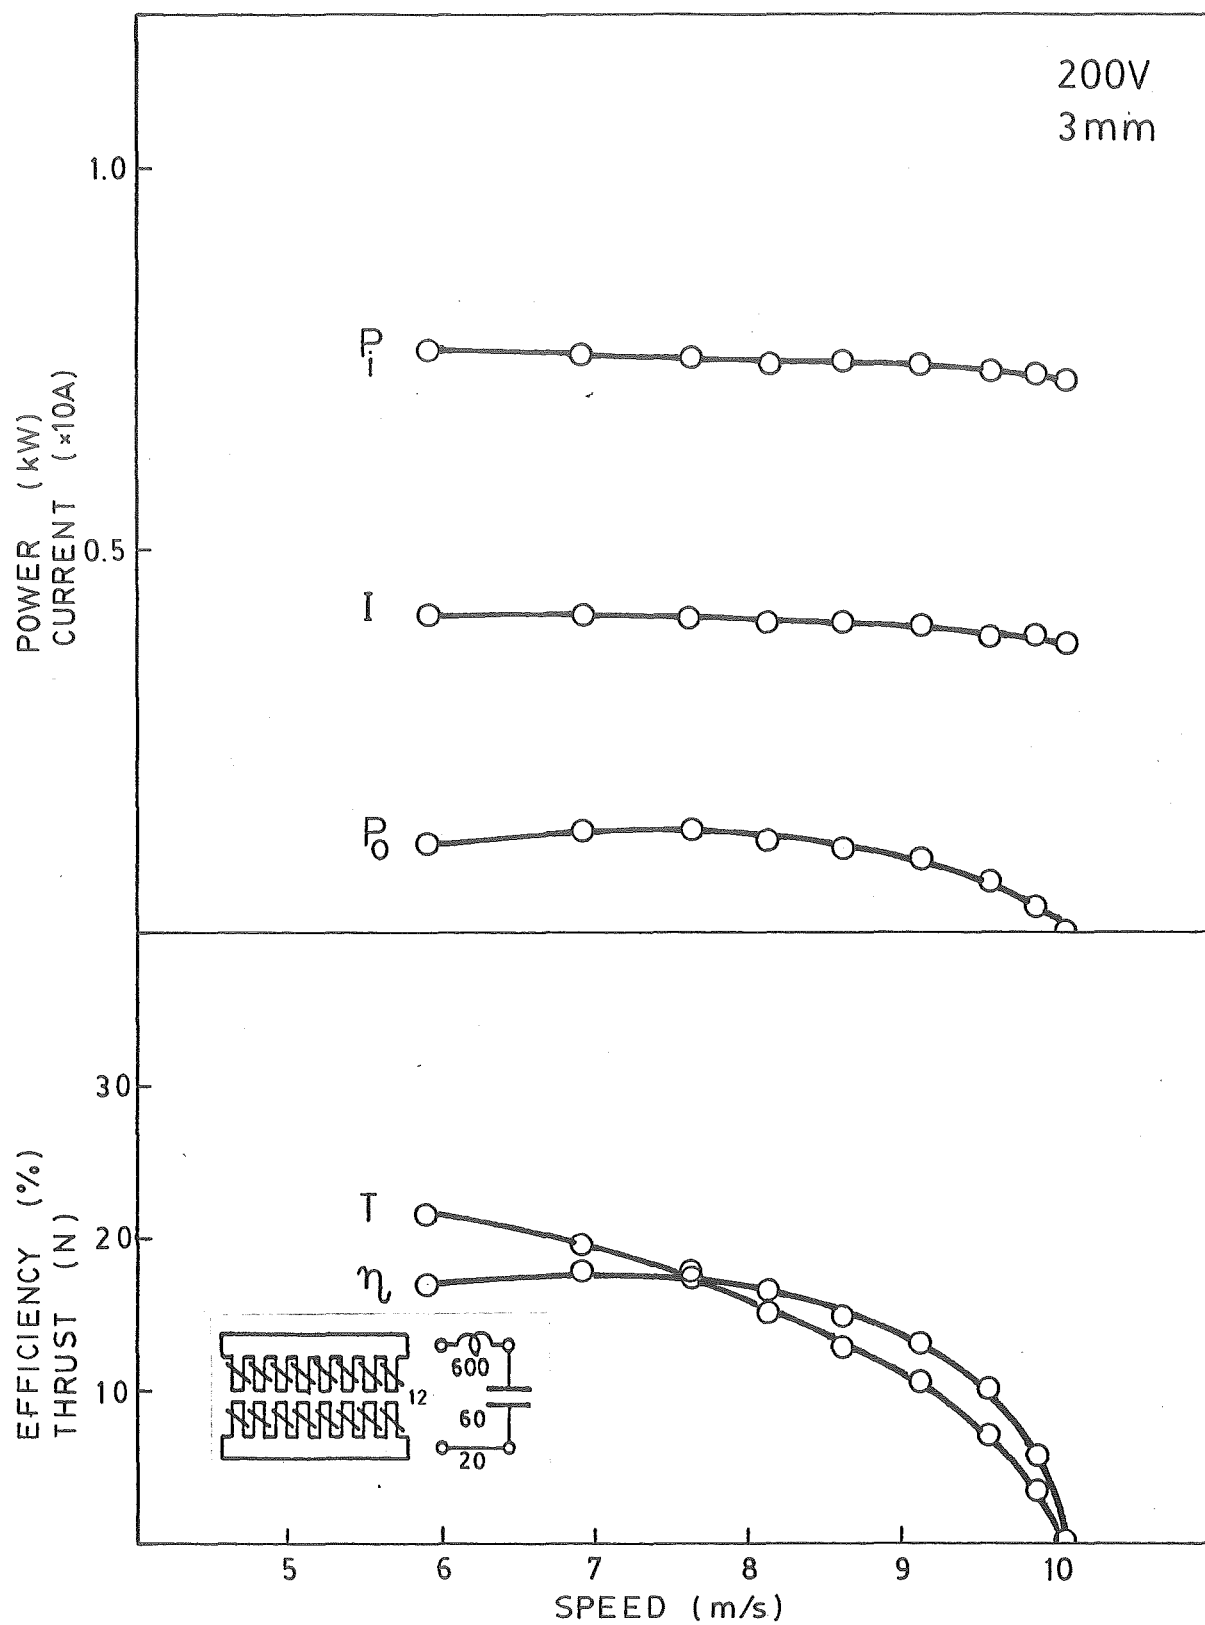 200V
3mm
1.0
0.5
POWER (kW)
CURRENT (×10A)
Pi
I
Po
30
20
10
EFFICIENCY (%)
THRUST (N)
T
η
600
12
60
20
5 6 7 8 9 10
SPEED (m/s)